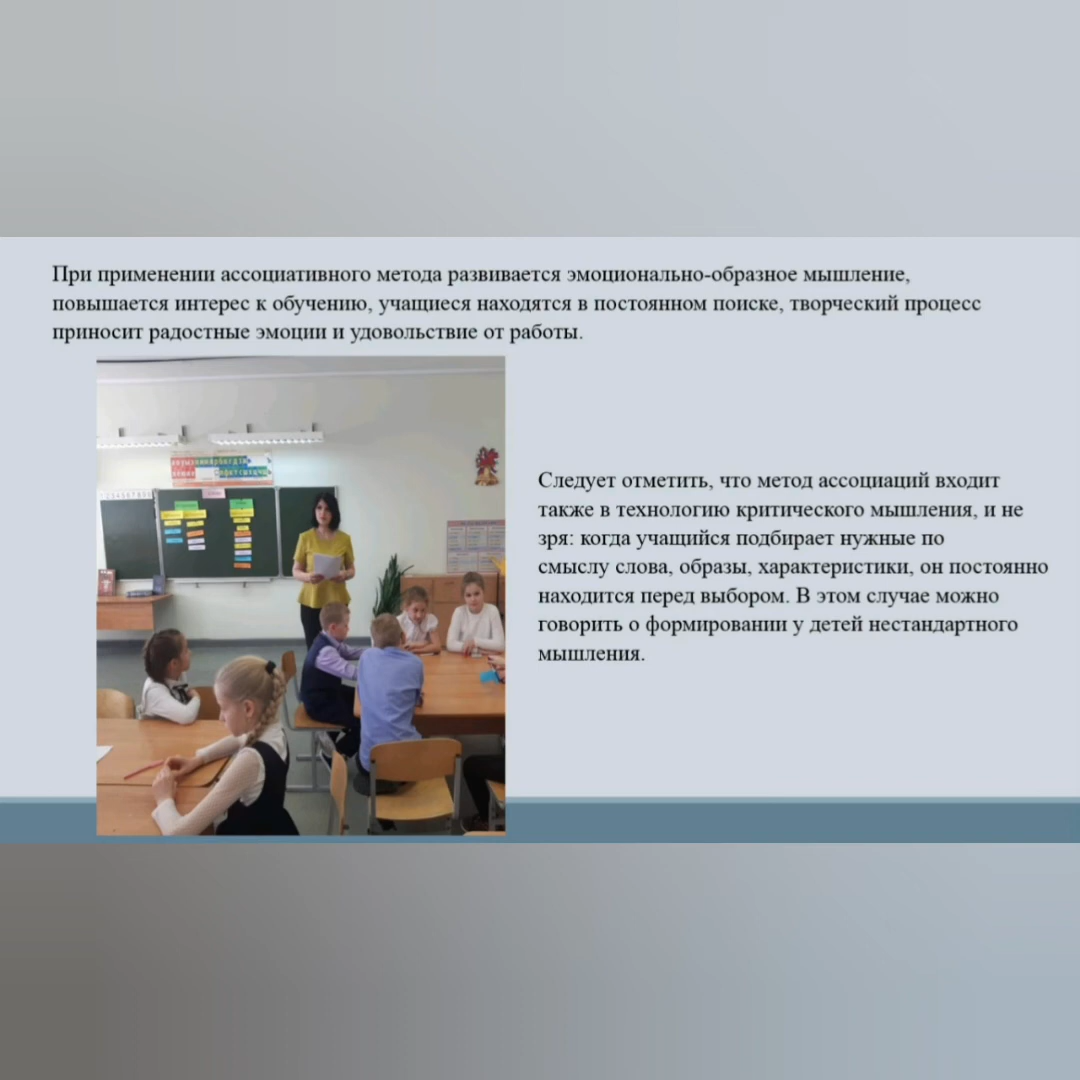 При применении ассоциативного метода развивается эмоционально-образное мышление,
повышается интерес к обучению, учащиеся находятся в постоянном поиске, творческий процесс
приносит радостные эмоции и удовольствие от работы.
Следует отметить, что метод ассоциаций входит
также в технологию критического мышления, и не
зря: когда учащийся подбирает нужные по
смыслу слова, образы, характеристики, он постоянно
находится перед выбором. В этом случае можно
говорить о формировании у детей нестандартного
мышления.